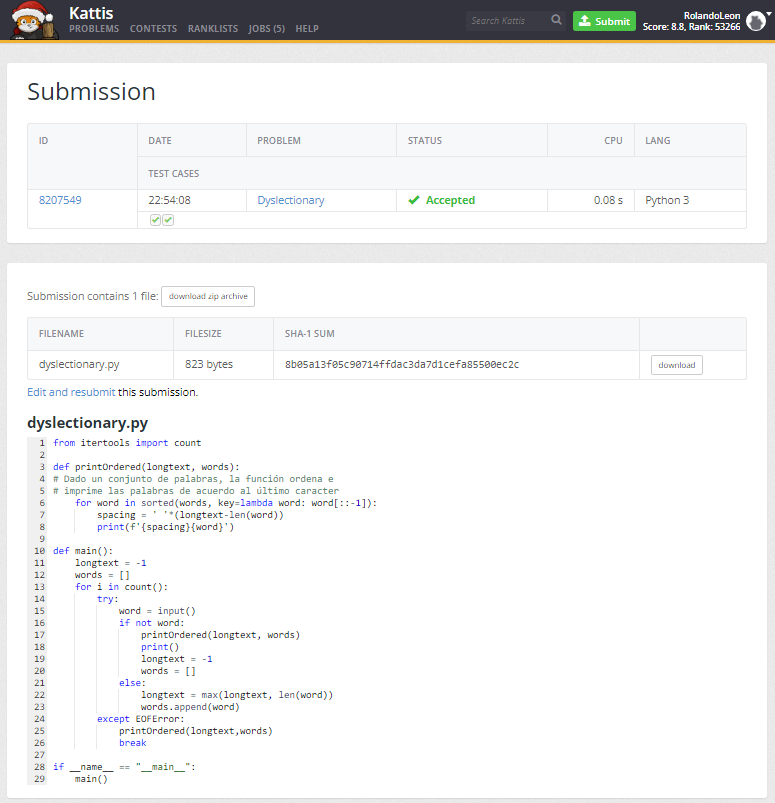 Kattis
PROBLEMS CONTESTS RANKLISTS JOBS (5) HELP
Search Kattis
Submit
RolandoLeon
Score: 8.8, Rank: 53266
Submission
ID DATE PROBLEM STATUS CPU LANG
TEST CASES
8207549 22:54:08 Dyslectionary Accepted 0.08 s Python 3
Submission contains 1 file: download zip archive
FILENAME FILESIZE SHA-1 SUM
dyslectionary.py 823 bytes 8b05a13f05c90714ffdac3da7d1cefa85500ec2c download
Edit and resubmit this submission.
dyslectionary.py
1 from itertools import count
2
3 def printOrdered(longtext, words):
4 # Dado un conjunto de palabras, la función ordena e
5 # imprime las palabras de acuerdo al último caracter
6     for word in sorted(words, key=lambda word: word[::-1]):
7         spacing = ' '*(longtext-len(word))
8         print(f'{spacing}{word}')
9
10 def main():
11     longtext = -1
12     words = []
13     for i in count():
14         try:
15             word = input()
16             if not word:
17                 printOrdered(longtext, words)
18                 print()
19                 longtext = -1
20                 words = []
21             else:
22                 longtext = max(longtext, len(word))
23                 words.append(word)
24         except EOFError:
25             printOrdered(longtext,words)
26             break
27
28 if __name__ == "__main__":
29     main()